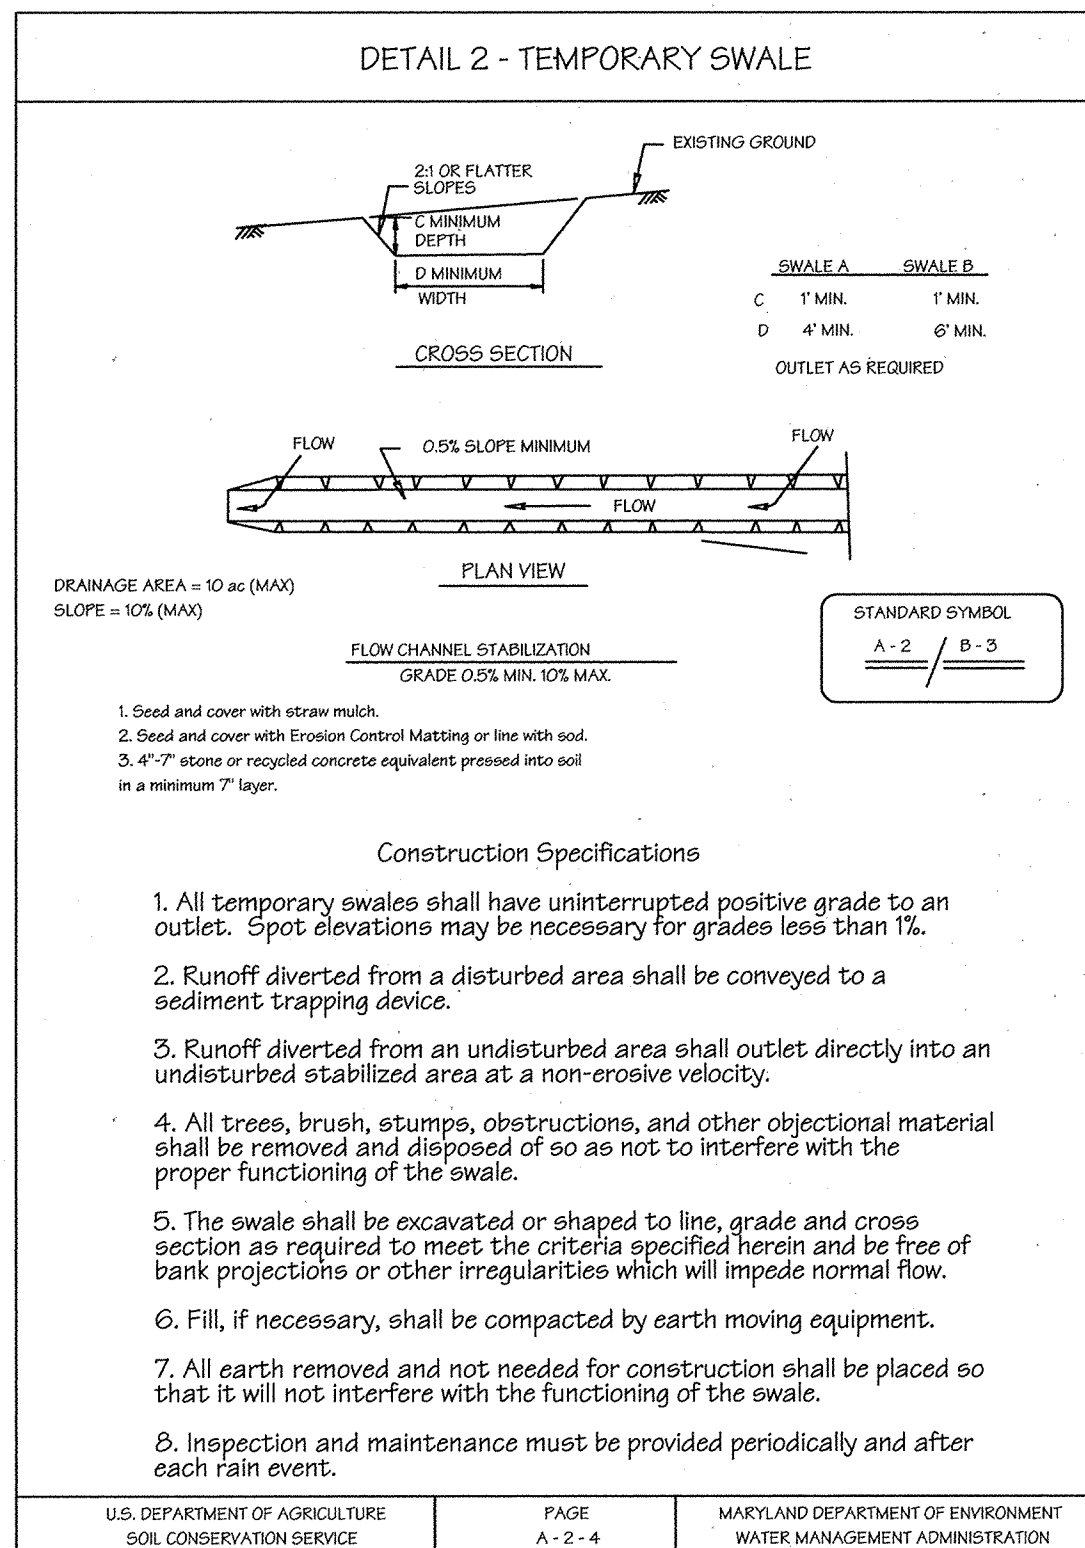 DETAIL 2 - TEMPORARY SWALE
EXISTING GROUND
2:1 OR FLATTER
SLOPES
C MINIMUM
DEPTH
D MINIMUM
WIDTH
CROSS SECTION
SWALE A SWALE B
C 1' MIN. 1' MIN.
D 4' MIN. 6' MIN.
OUTLET AS REQUIRED
FLOW
0.5% SLOPE MINIMUM
FLOW
FLOW
PLAN VIEW
DRAINAGE AREA = 10 ac (MAX)
SLOPE = 10% (MAX)
STANDARD SYMBOL
A - 2 / B - 3
FLOW CHANNEL STABILIZATION
GRADE 0.5% MIN. 10% MAX.
1. Seed and cover with straw mulch.
2. Seed and cover with Erosion Control Matting or line with sod.
3. 4"-7" stone or recycled concrete equivalent pressed into soil
in a minimum 7" layer.
Construction Specifications
1. All temporary swales shall have uninterrupted positive grade to an
outlet. Spot elevations may be necessary for grades less than 1%.
2. Runoff diverted from a disturbed area shall be conveyed to a
sediment trapping device.
3. Runoff diverted from an undisturbed area shall outlet directly into an
undisturbed stabilized area at a non-erosive velocity.
4. All trees, brush, stumps, obstructions, and other objectional material
shall be removed and disposed of so as not to interfere with the
proper functioning of the swale.
5. The swale shall be excavated or shaped to line, grade and cross
section as required to meet the criteria specified herein and be free of
bank projections or other irregularities which will impede normal flow.
6. Fill, if necessary, shall be compacted by earth moving equipment.
7. All earth removed and not needed for construction shall be placed so
that it will not interfere with the functioning of the swale.
8. Inspection and maintenance must be provided periodically and after
each rain event.
U.S. DEPARTMENT OF AGRICULTURE
SOIL CONSERVATION SERVICE
PAGE
A - 2 - 4
MARYLAND DEPARTMENT OF ENVIRONMENT
WATER MANAGEMENT ADMINISTRATION